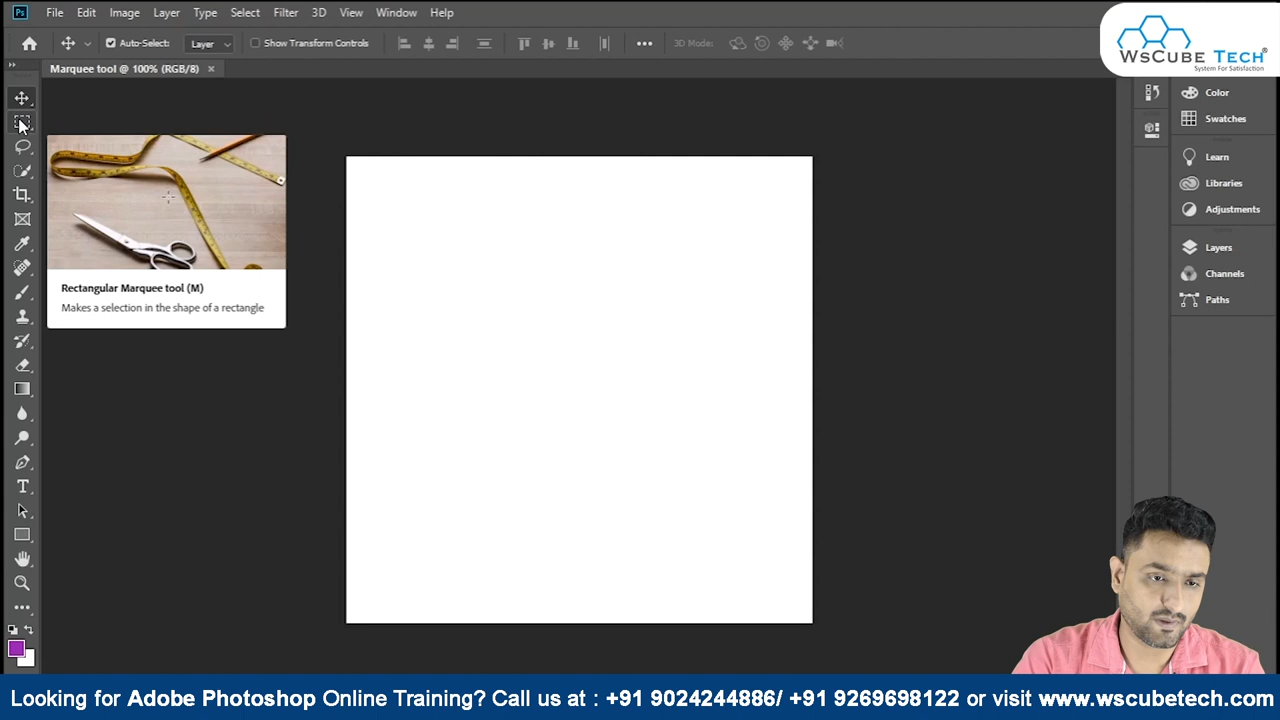 Ps File Edit Image Layer Type Select Filter 3D View Window Help
Auto-Select: Layer Show Transform Controls 3D Mode:
WsCube Tech®
System For Satisfaction
Marquee tool @ 100% (RGB/8) ×
Color
Swatches
Learn
Libraries
Adjustments
Layers
Channels
Paths
Rectangular Marquee tool (M)
Makes a selection in the shape of a rectangle
Looking for Adobe Photoshop Online Training? Call us at : +91 9024244886/ +91 9269698122 or visit www.wscubetech.com